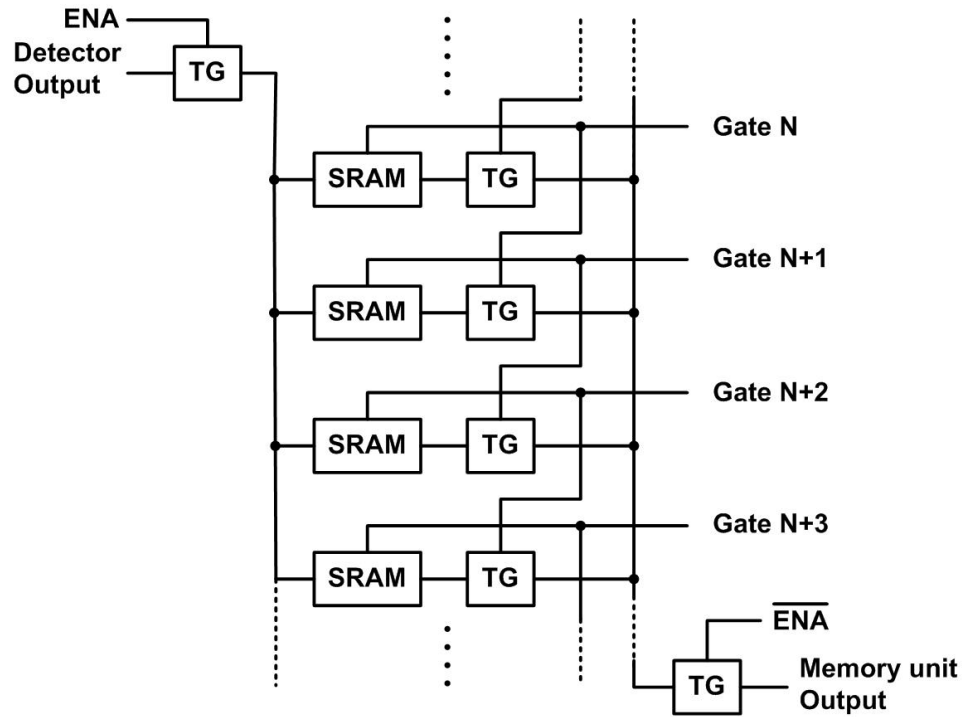 ENA
Detector
Output
TG
Gate N
SRAM
TG
Gate N+1
SRAM
TG
Gate N+2
SRAM
TG
Gate N+3
SRAM
TG
ENA
TG
Memory unit
Output